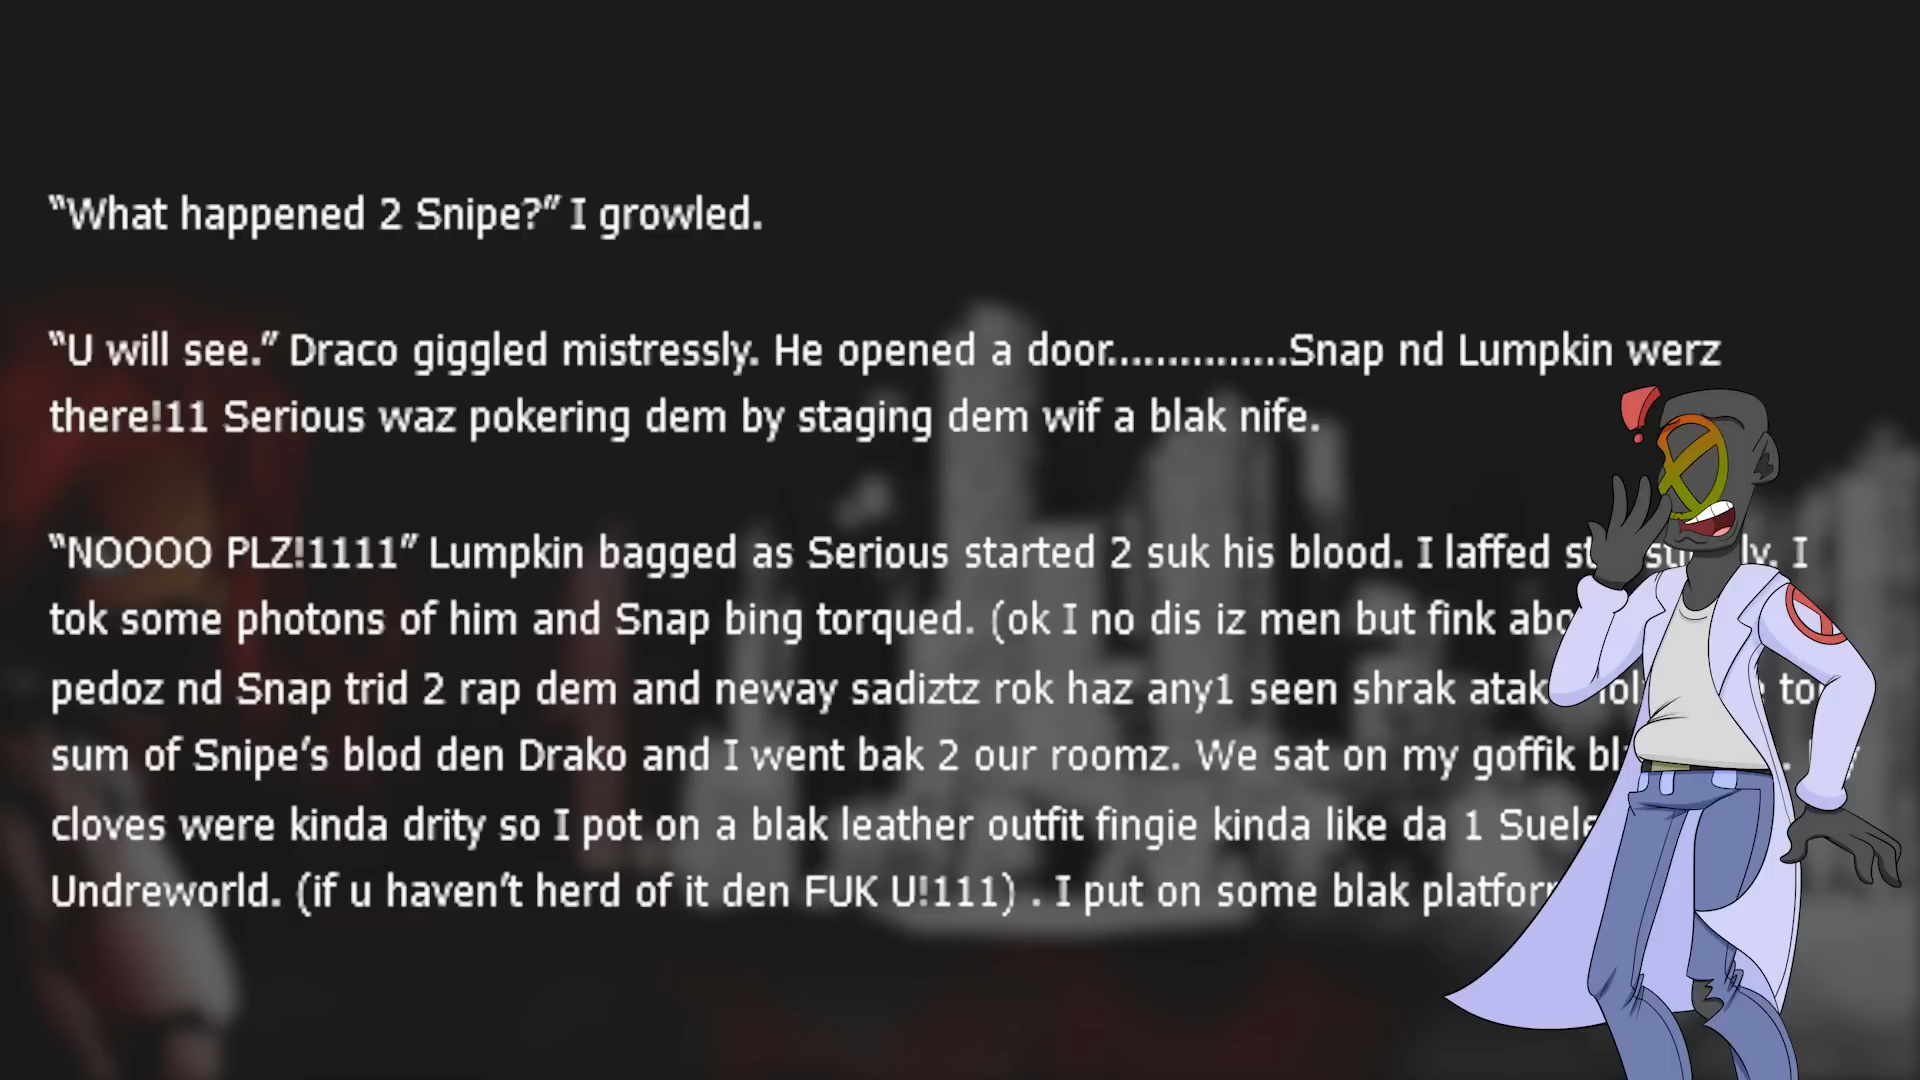 “What happened 2 Snipe?” I growled.
“U will see.” Draco giggled mistressly. He opened a door……………Snap nd Lumpkin werz
there!11 Serious waz pokering dem by staging dem wif a blak nife.
“NOOOO PLZ!1111” Lumpkin bagged as Serious started 2 suk his blood. I laffed I
tok some photons of him and Snap bing torqued. (ok I no dis iz men but fink
pedoz nd Snap trid 2 rap dem and neway sadiztz rok haz any1 seen shrak
sum of Snipe’s blod den Drako and I went bak 2 our roomz. We sat on my goffik
cloves were kinda drity so I pot on a blak leather outfit fingie kinda like da 1
Undreworld. (if u haven’t herd of it den FUK U!111) . I put on some blak